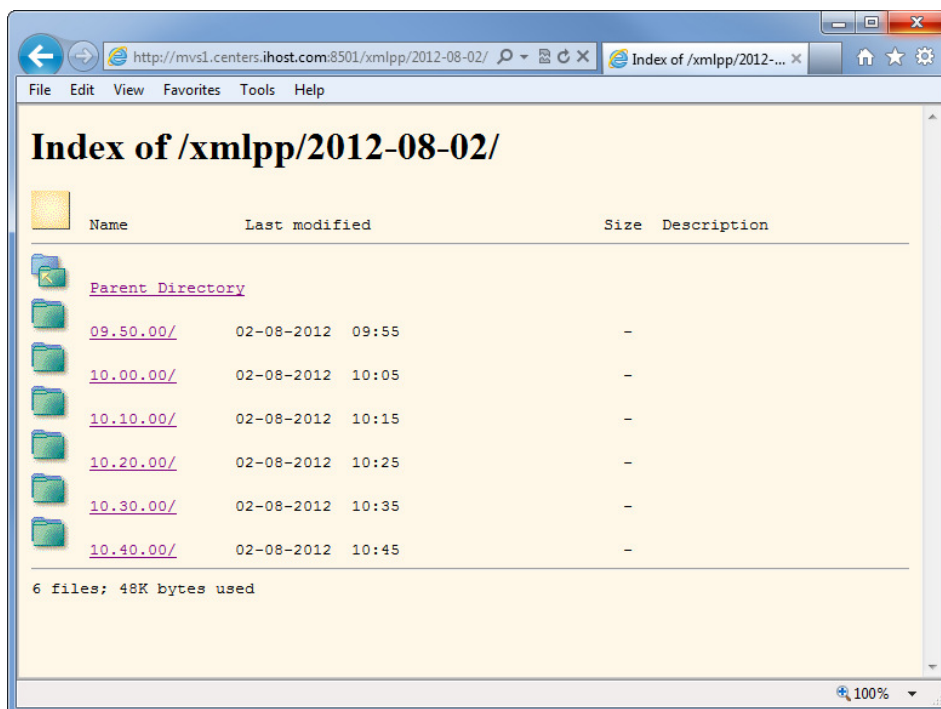 http://mvs1.centers.ihost.com:8501/xmlpp/2012-08-02/
Index of /xmlpp/2012-...
File Edit View Favorites Tools Help
Index of /xmlpp/2012-08-02/
Name Last modified Size Description
Parent Directory
09.50.00/ 02-08-2012 09:55 -
10.00.00/ 02-08-2012 10:05 -
10.10.00/ 02-08-2012 10:15 -
10.20.00/ 02-08-2012 10:25 -
10.30.00/ 02-08-2012 10:35 -
10.40.00/ 02-08-2012 10:45 -
6 files; 48K bytes used
100%